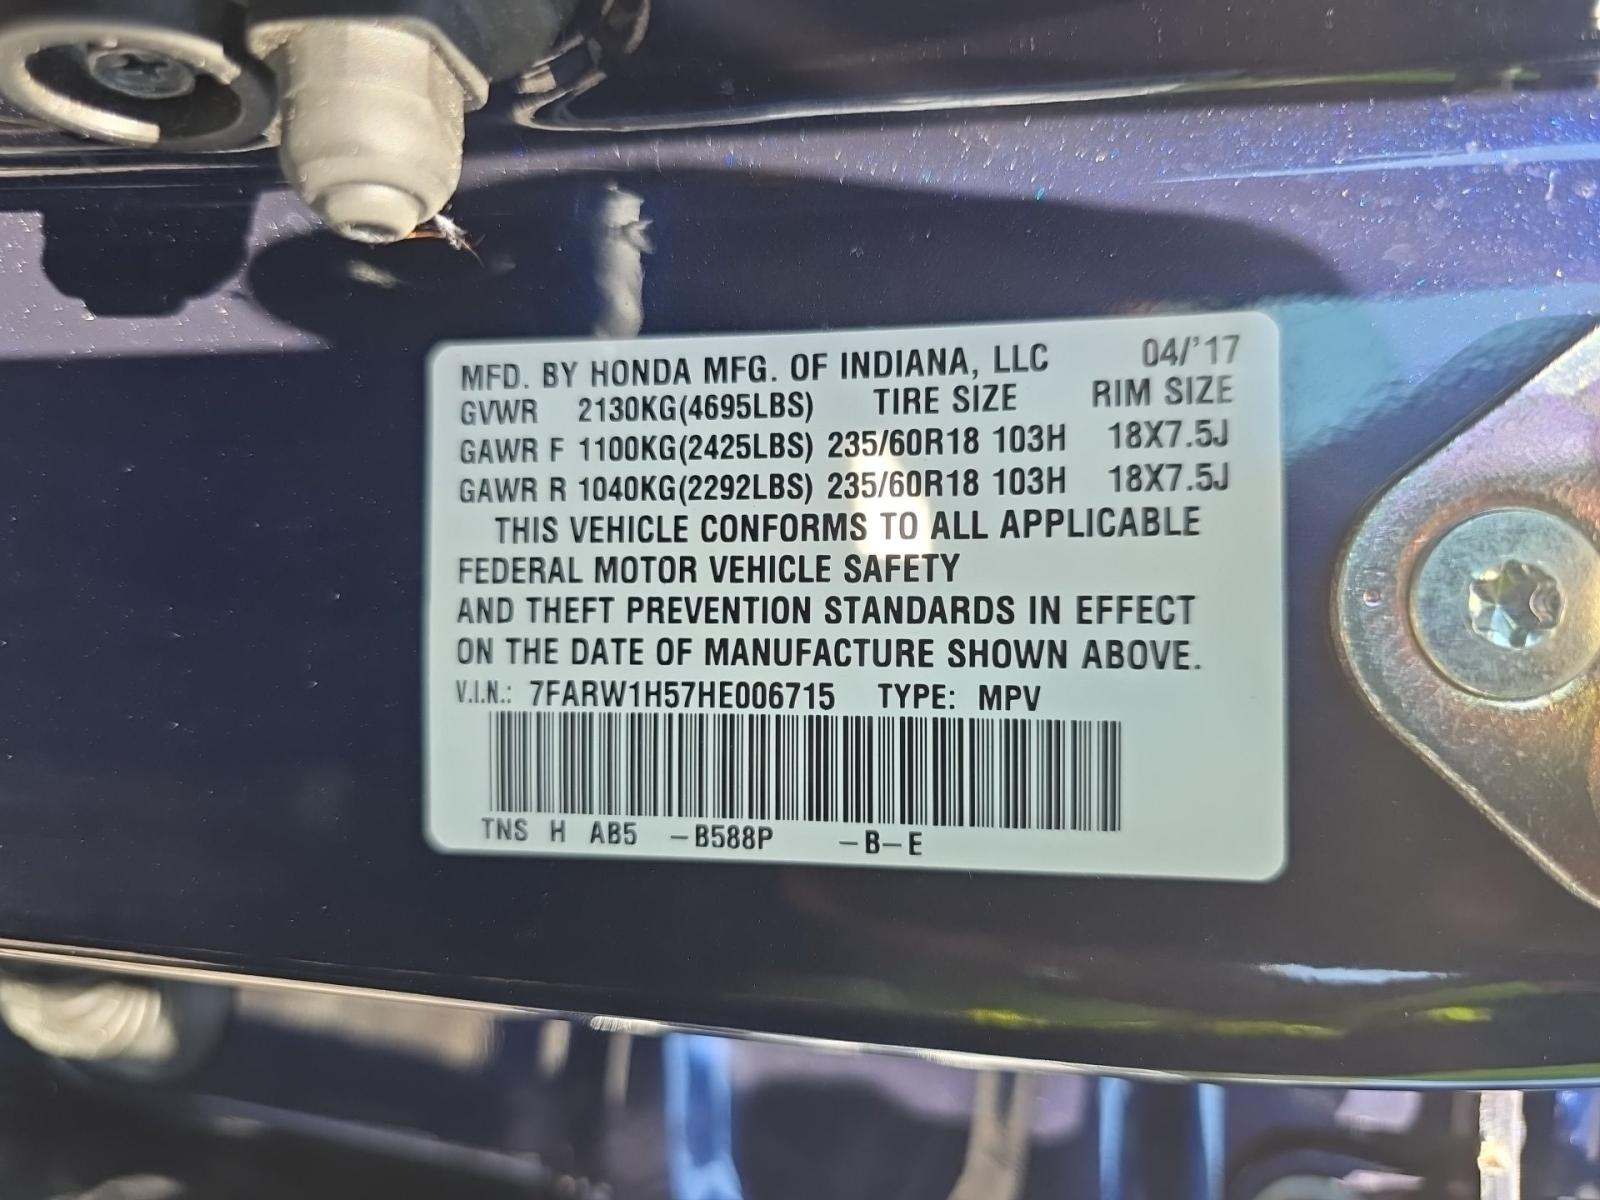 MFD. BY HONDA MFG. OF INDIANA, LLC 04/'17
GVWR 2130KG(4695LBS) TIRE SIZE RIM SIZE
GAWR F 1100KG(2425LBS) 235/60R18 103H 18X7.5J
GAWR R 1040KG(2292LBS) 235/60R18 103H 18X7.5J
THIS VEHICLE CONFORMS TO ALL APPLICABLE
FEDERAL MOTOR VEHICLE SAFETY
AND THEFT PREVENTION STANDARDS IN EFFECT
ON THE DATE OF MANUFACTURE SHOWN ABOVE.
V.I.N.: 7FARW1H57HE006715 TYPE: MPV
TNS H AB5 -B588P -B-E